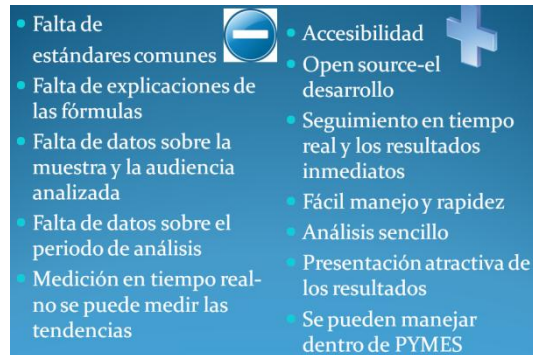 Falta de
estándares comunes
Falta de explicaciones de
las fórmulas
Falta de datos sobre la
muestra y la audiencia
analizada
Falta de datos sobre el
periodo de análisis
Medición en tiempo real-
no se puede medir las
tendencias
Accesibilidad
Open source-el
desarrollo
Seguimiento en tiempo
real y los resultados
inmediatos
Fácil manejo y rapidez
Análisis sencillo
Presentación atractiva de
los resultados
Se pueden manejar
dentro de PYMES